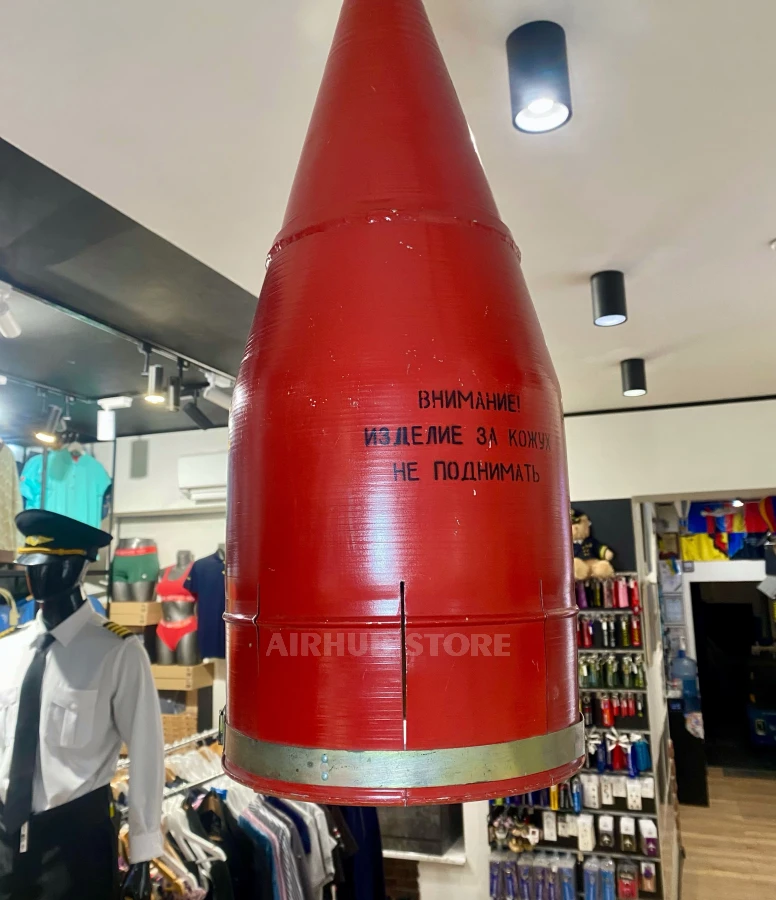 ВНИМАНИЕ!
ИЗДЕЛИЕ ЗА КОЖУХ
НЕ ПОДНИМАТЬ
AIRHUB STORE